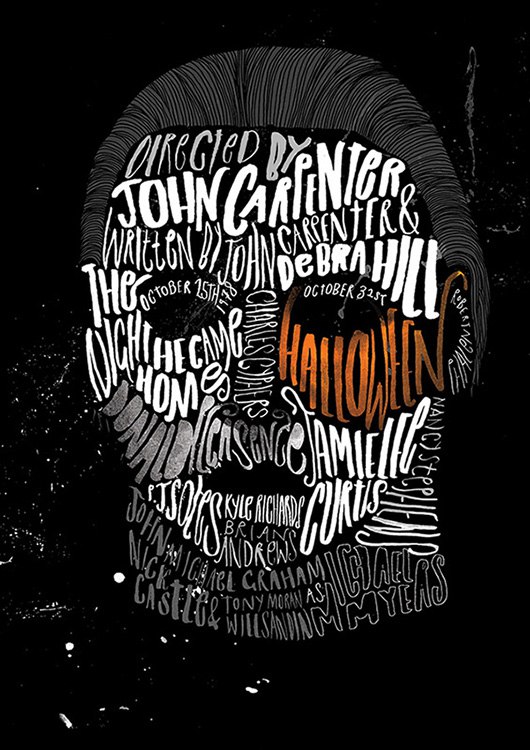 DIRECTED BY
JOHN CARPENTER
WRITTEN BY JOHN CARPENTER &
DEBRA HILL
OCTOBER 25TH 1978
OCTOBER 31ST
THE
NIGHT HE CAME
HOME
CHARLES CYPHERS
HALLOWEEN
ROBERT PHALEN
DONALD PLEASENCE
JAMIE LEE
CURTIS
NANCY STEPHENS
P.J. SOLES
KYLE RICHARDS
BRIAN
ANDREWS
JOHN MICHAEL GRAHAM
NICK
CASTLE & TONY MORAN AS
WILL SANDIN
MICHAEL
MYERS